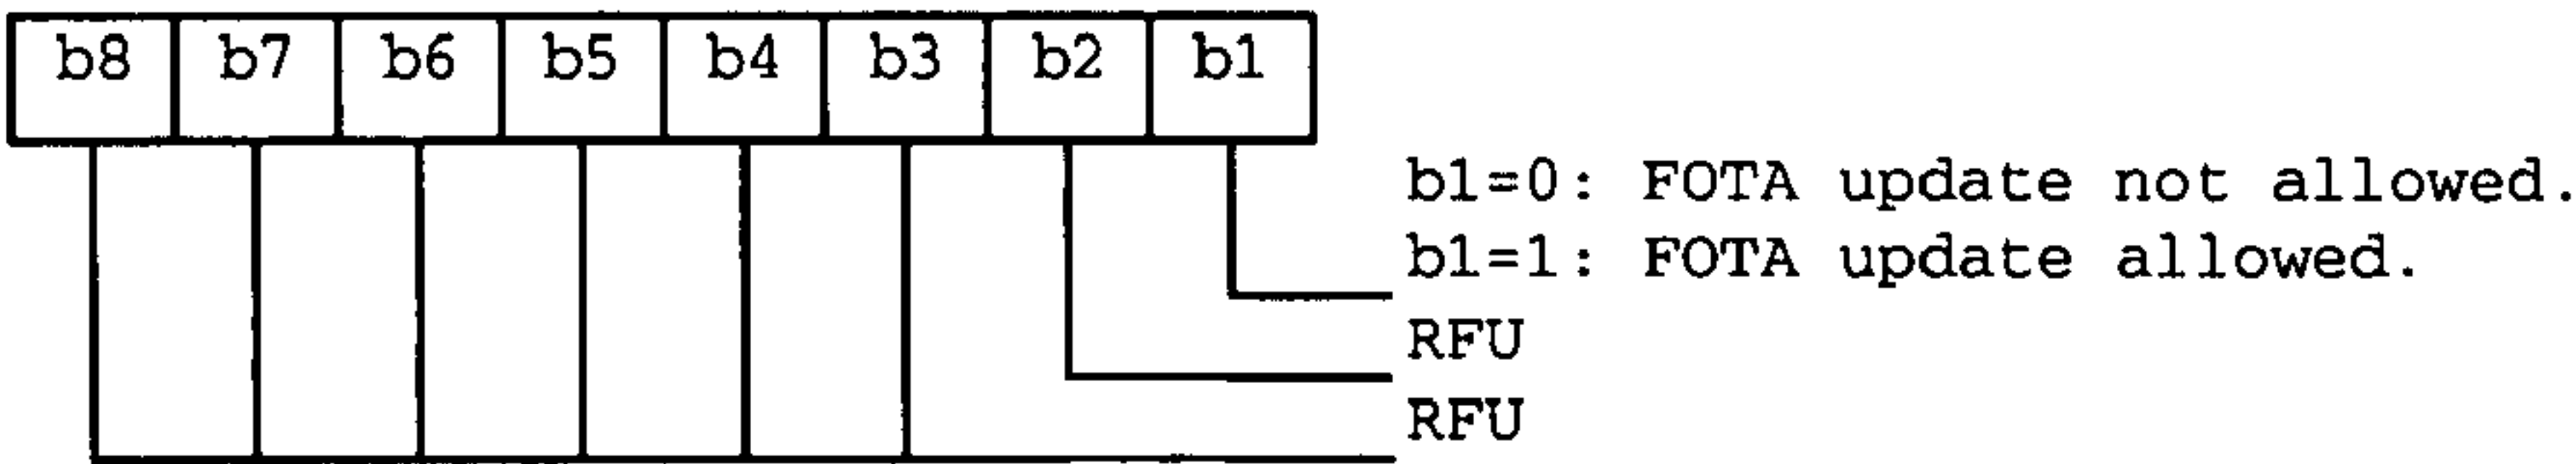 b8 b7 b6 b5 b4 b3 b2 b1
b1=0: FOTA update not allowed.
b1=1: FOTA update allowed.
RFU
RFU